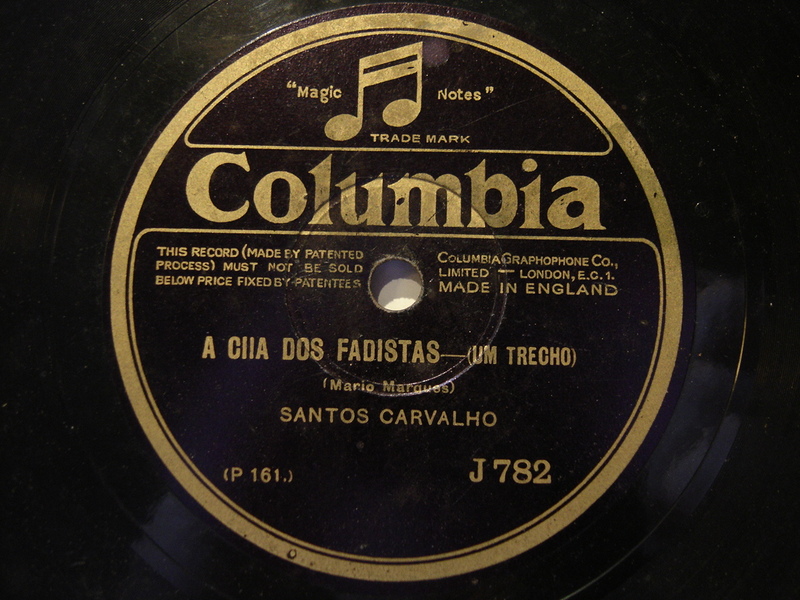 "Magic Notes"
TRADE MARK
Columbia
THIS RECORD (MADE BY PATENTED
PROCESS) MUST NOT BE SOLD
BELOW PRICE FIXED BY PATENTEES
COLUMBIA GRAPHOPHONE CO.,
LIMITED — LONDON, E.C.1.
MADE IN ENGLAND
A CIIA DOS FADISTAS—(UM TRECHO)
(Mario Marques)
SANTOS CARVALHO
(P 161.)
J 782